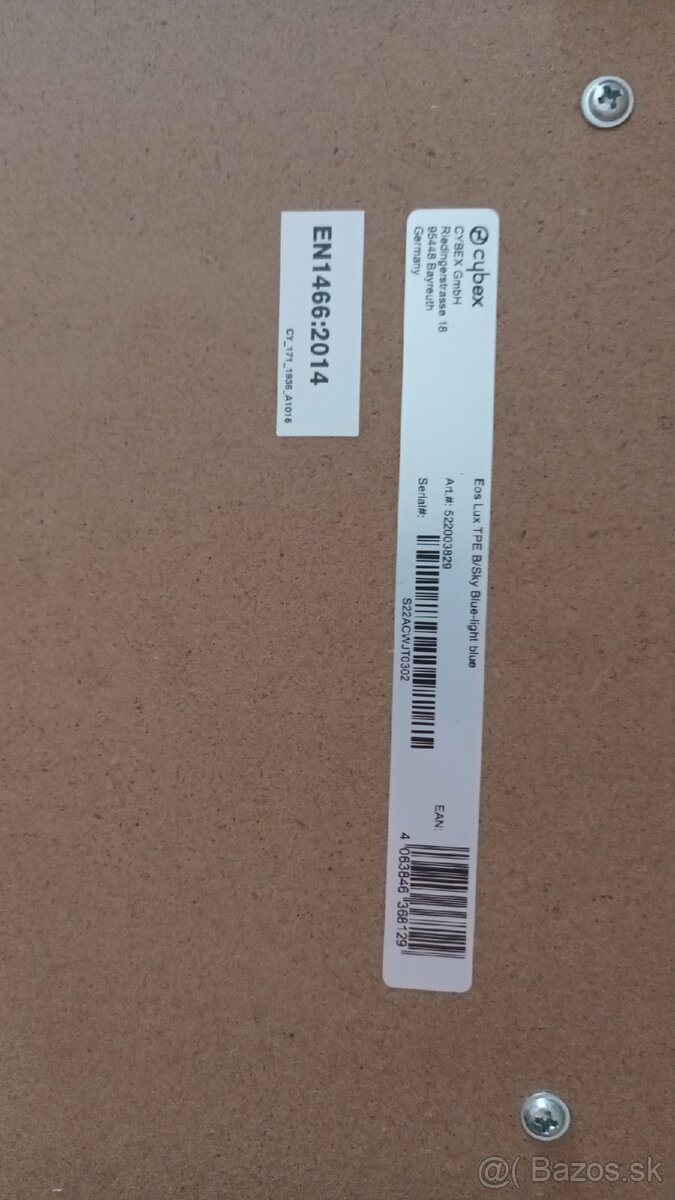 cybex
CYBEX GmbH
Riedingerstrasse 18
95448 Bayreuth
Germany
Eos Lux TPE B/Sky Blue-light blue
Art.#: 522003829
Serial#:
S22ACWJT0302
EAN:
4 063846 368129
EN1466:2014
CY_171_1936_A1016
@( Bazos.sk